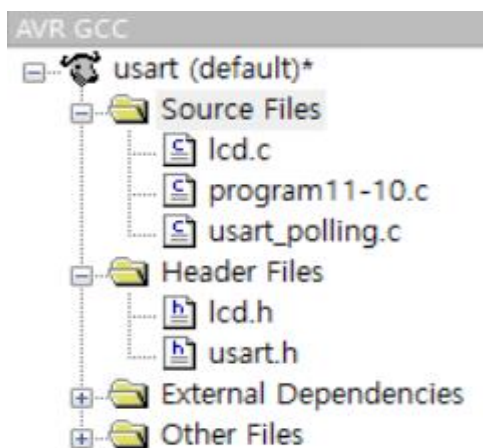 AVR GCC
usart (default)*
Source Files
lcd.c
program11-10.c
usart_polling.c
Header Files
lcd.h
usart.h
External Dependencies
Other Files